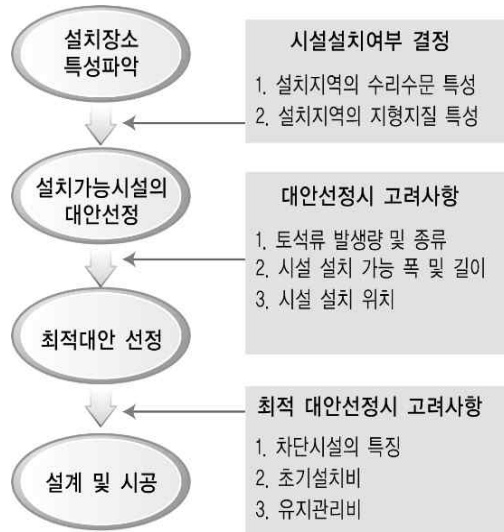 설치장소
특성파악
시설설치여부 결정
1. 설치지역의 수리수문 특성
2. 설치지역의 지형지질 특성
설치가능시설의
대안선정
대안선정시 고려사항
1. 토석류 발생량 및 종류
2. 시설 설치 가능 폭 및 길이
3. 시설 설치 위치
최적대안 선정
최적 대안선정시 고려사항
1. 차단시설의 특징
2. 초기설치비
3. 유지관리비
설계 및 시공